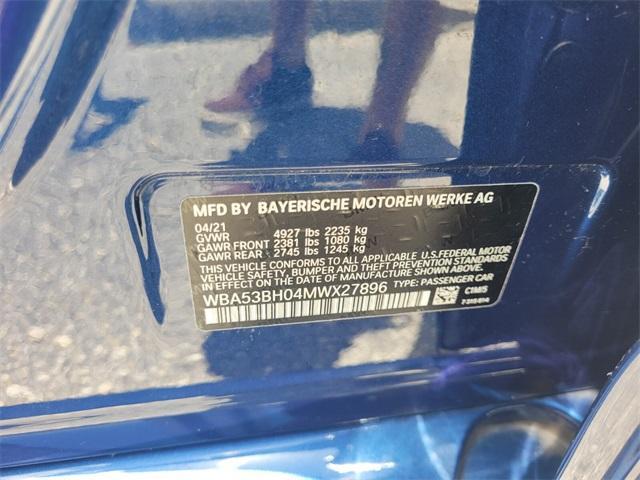 MFD BY BAYERISCHE MOTOREN WERKE AG
04/21
GVWR 4927 lbs 2235 kg
GAWR FRONT 2381 lbs 1080 kg
GAWR REAR 2745 lbs 1245 kg
THIS VEHICLE CONFORMS TO ALL APPLICABLE U.S. FEDERAL MOTOR
VEHICLE SAFETY, BUMPER, AND THEFT PREVENTION STANDARDS IN
EFFECT ON THE DATE OF MANUFACTURE SHOWN ABOVE.
WBA53BH04MWX27896 TYPE: PASSENGER CAR
C1M/5